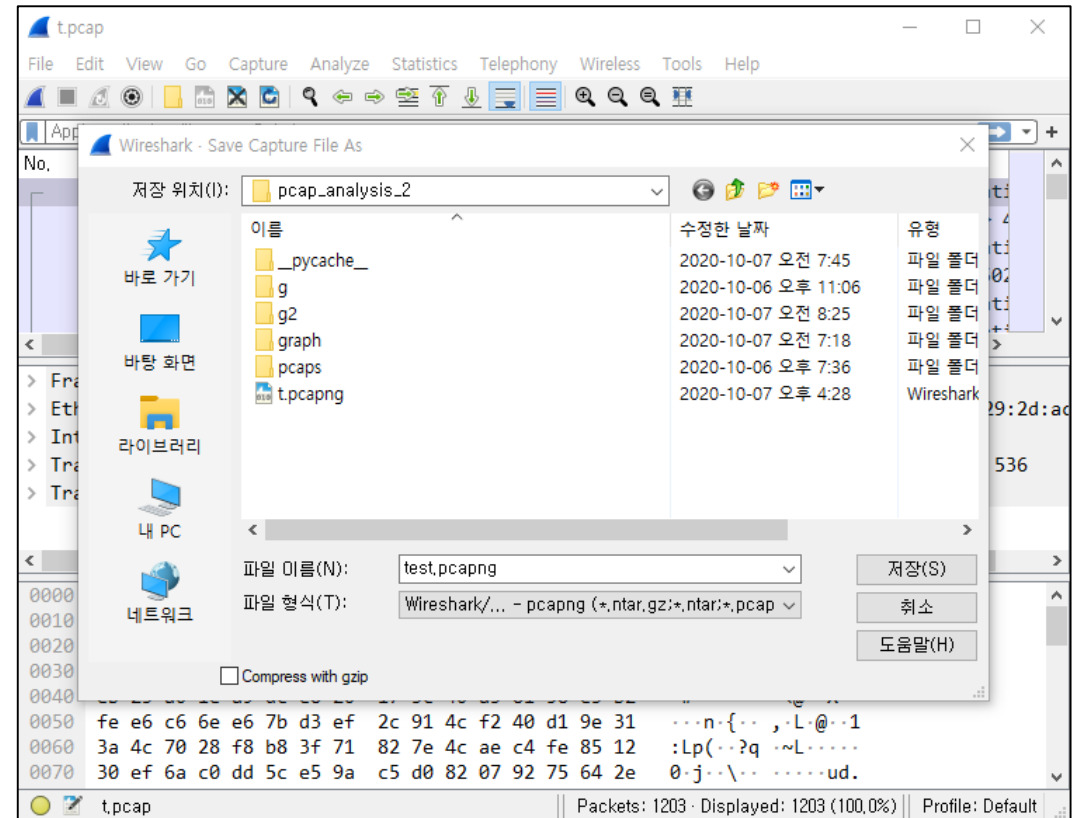 t.pcap
File Edit View Go Capture Analyze Statistics Telephony Wireless Tools Help
App
Wireshark · Save Capture File As
No.
저장 위치(I): pcap_analysis_2
이름 수정한 날짜 유형
__pycache__ 2020-10-07 오전 7:45 파일 폴더
g 2020-10-06 오후 11:06 파일 폴더
g2 2020-10-07 오전 8:25 파일 폴더
graph 2020-10-07 오전 7:18 파일 폴더
pcaps 2020-10-06 오후 7:36 파일 폴더
t.pcapng 2020-10-07 오후 4:28 Wireshark
바로 가기
바탕 화면
라이브러리
내 PC
네트워크
Fra
Eth 29:2d:ac
Int
Tra 536
Tra
파일 이름(N): test.pcapng 저장(S)
파일 형식(T): Wireshark/... - pcapng (*.ntar.gz;*.ntar;*.pcap 취소
도움말(H)
Compress with gzip
0000
0010
0020
0030
0040
0050 fe e6 c6 6e e6 7b d3 ef 2c 91 4c f2 40 d1 9e 31 ···n·{·· ,·L·@··1
0060 3a 4c 70 28 f8 b8 3f 71 82 7e 4c ae c4 fe 85 12 :Lp(··?q ·~L·····
0070 30 ef 6a c0 dd 5c e5 9a c5 d0 82 07 92 75 64 2e 0·j··\·· ·····ud.
t.pcap Packets: 1203 · Displayed: 1203 (100.0%) Profile: Default